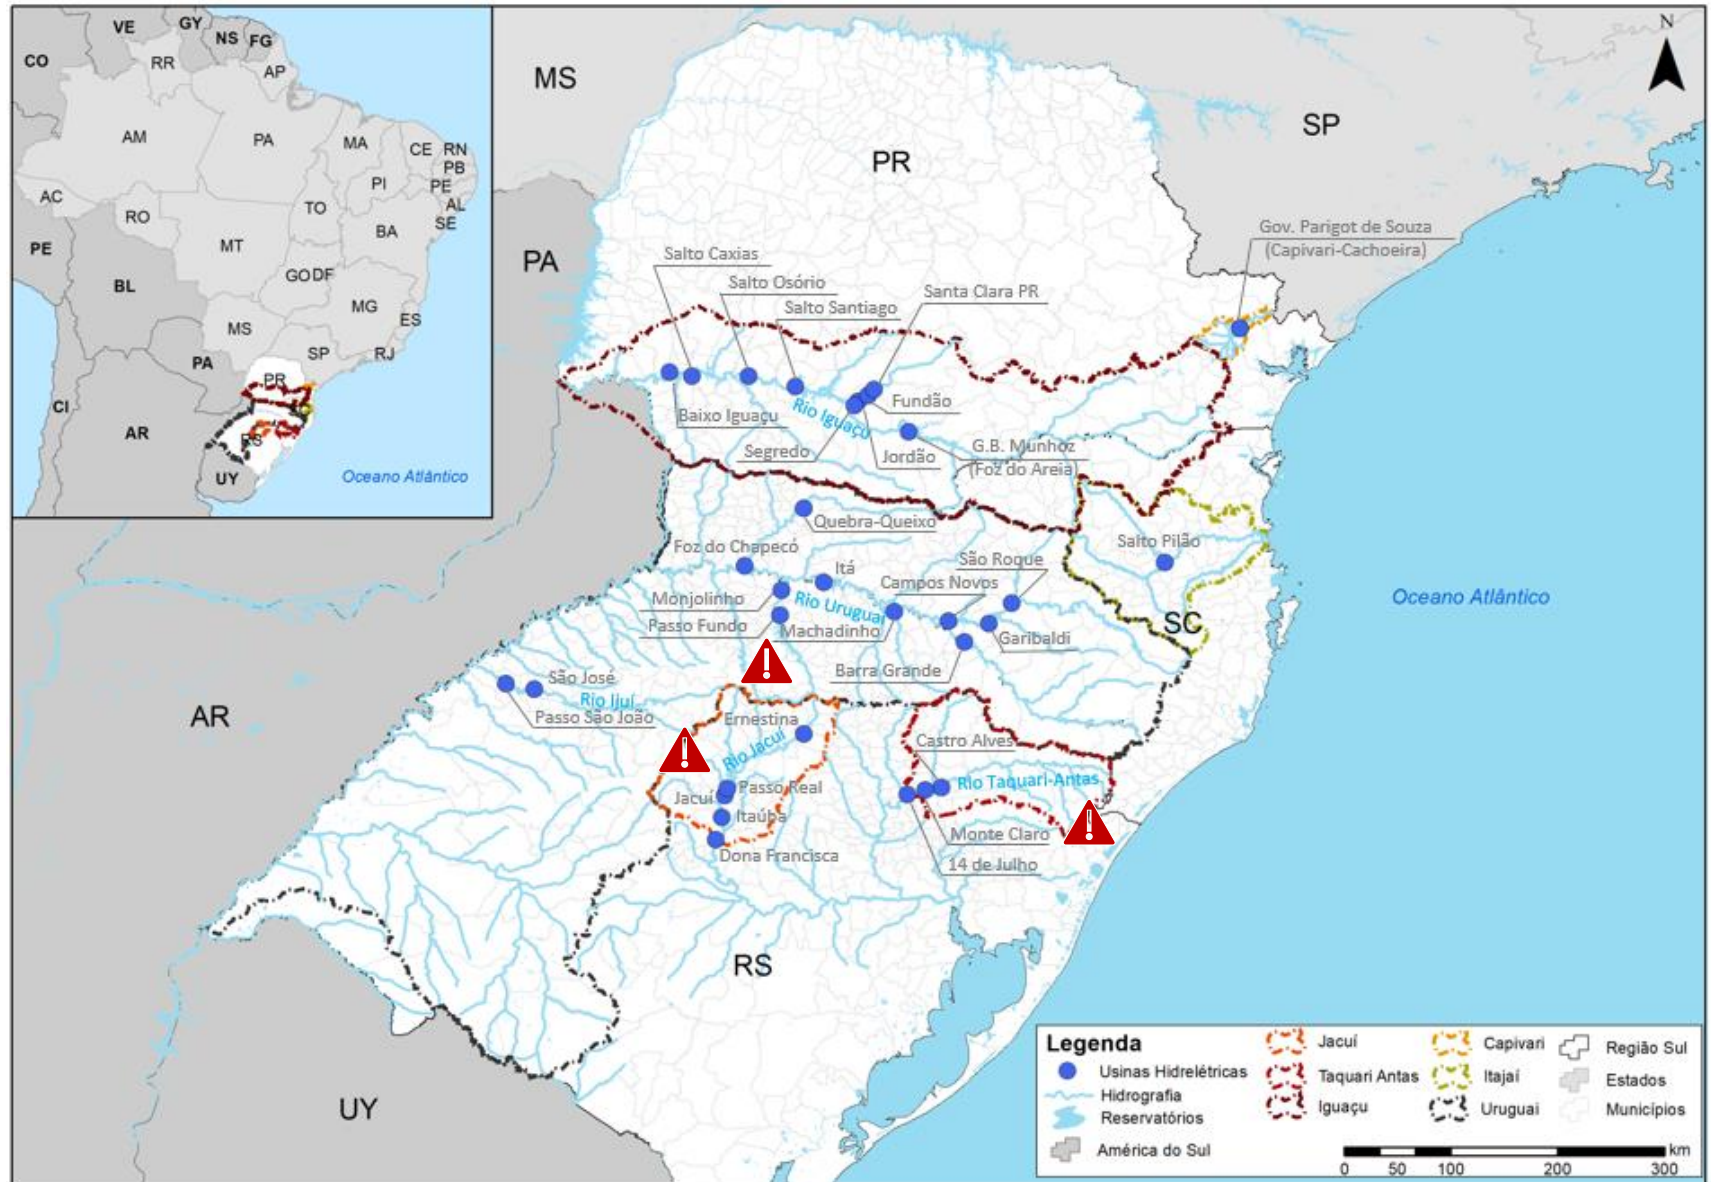 VE
GY
NS
FG
CO
RR
AP
AM
PA
MA
CE
RN
PB
PI
PE
AC
AL
TO
SE
RO
BA
PE
MT
GO
DF
BL
MG
MS
ES
PA
SP
RJ
PR
CI
AR
RS
UY
Oceano Atlântico
N
MS
SP
PR
PA
Gov. Parigot de Souza
(Capivari-Cachoeira)
Salto Caxias
Salto Osório
Santa Clara PR
Salto Santiago
Fundão
Rio Iguaçu
Baixo Iguaçu
Segredo
Jordão
G.B. Munhoz
(Foz do Areia)
Quebra-Queixo
Salto Pilão
Foz do Chapecó
São Roque
Itá
Campos Novos
Monjolinho
Rio Uruguai
Passo Fundo
Machadinho
SC
Garibaldi
Barra Grande
Oceano Atlântico
São José
Rio Ijuí
Passo São João
AR
Ernestina
Rio Jacuí
Castro Alves
Passo Real
Rio Taquari-Antas
Jacuí
Itaúba
Monte Claro
Dona Francisca
14 de Julho
RS
UY
Legenda
Usinas Hidrelétricas
Hidrografia
Reservatórios
América do Sul
Jacuí
Taquari Antas
Iguaçu
Capivari
Itajaí
Uruguai
Região Sul
Estados
Municípios
km
0 50 100 200 300